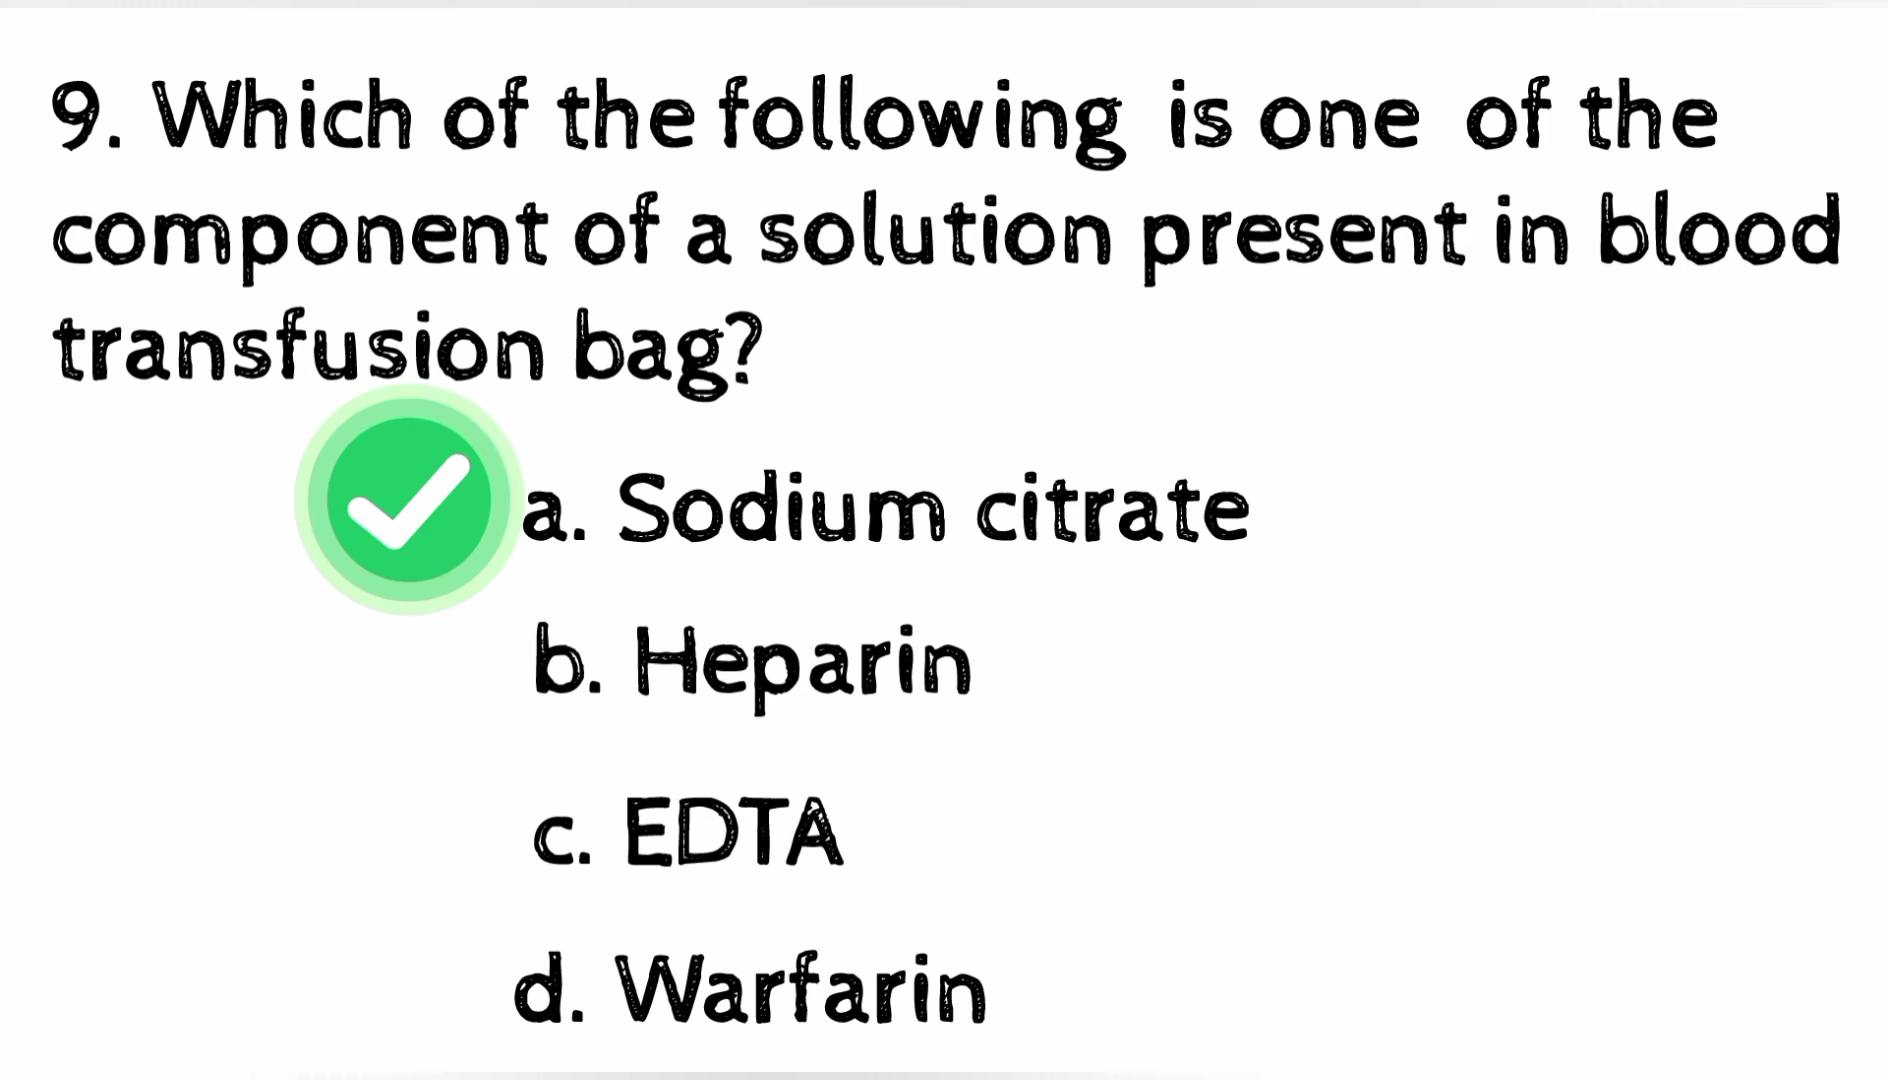 9. Which of the following is one of the
component of a solution present in blood
transfusion bag?
a. Sodium citrate
b. Heparin
c. EDTA
d. Warfarin